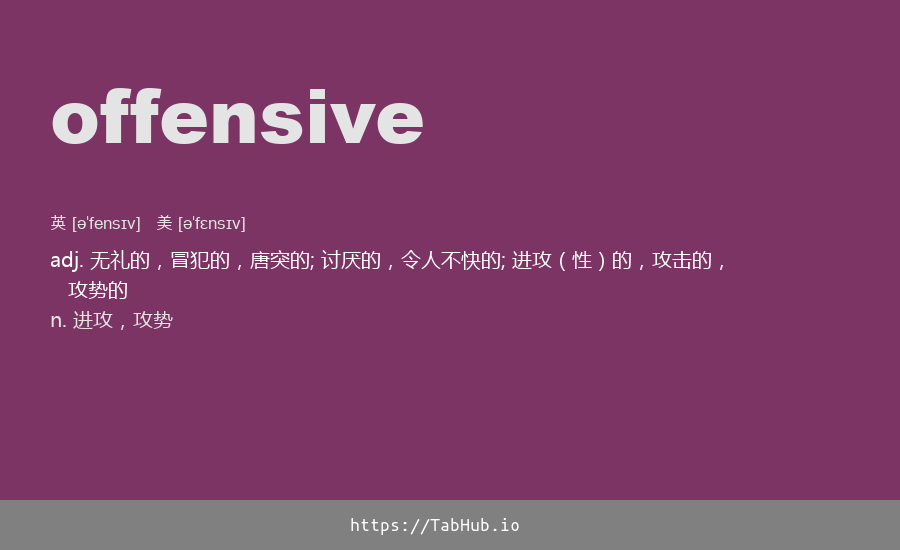 offensive
英 [əˈfensɪv] 美 [əˈfɛnsɪv]
adj. 无礼的，冒犯的，唐突的; 讨厌的，令人不快的; 进攻（性）的，攻击的，
攻势的
n. 进攻，攻势
https://TabHub.io